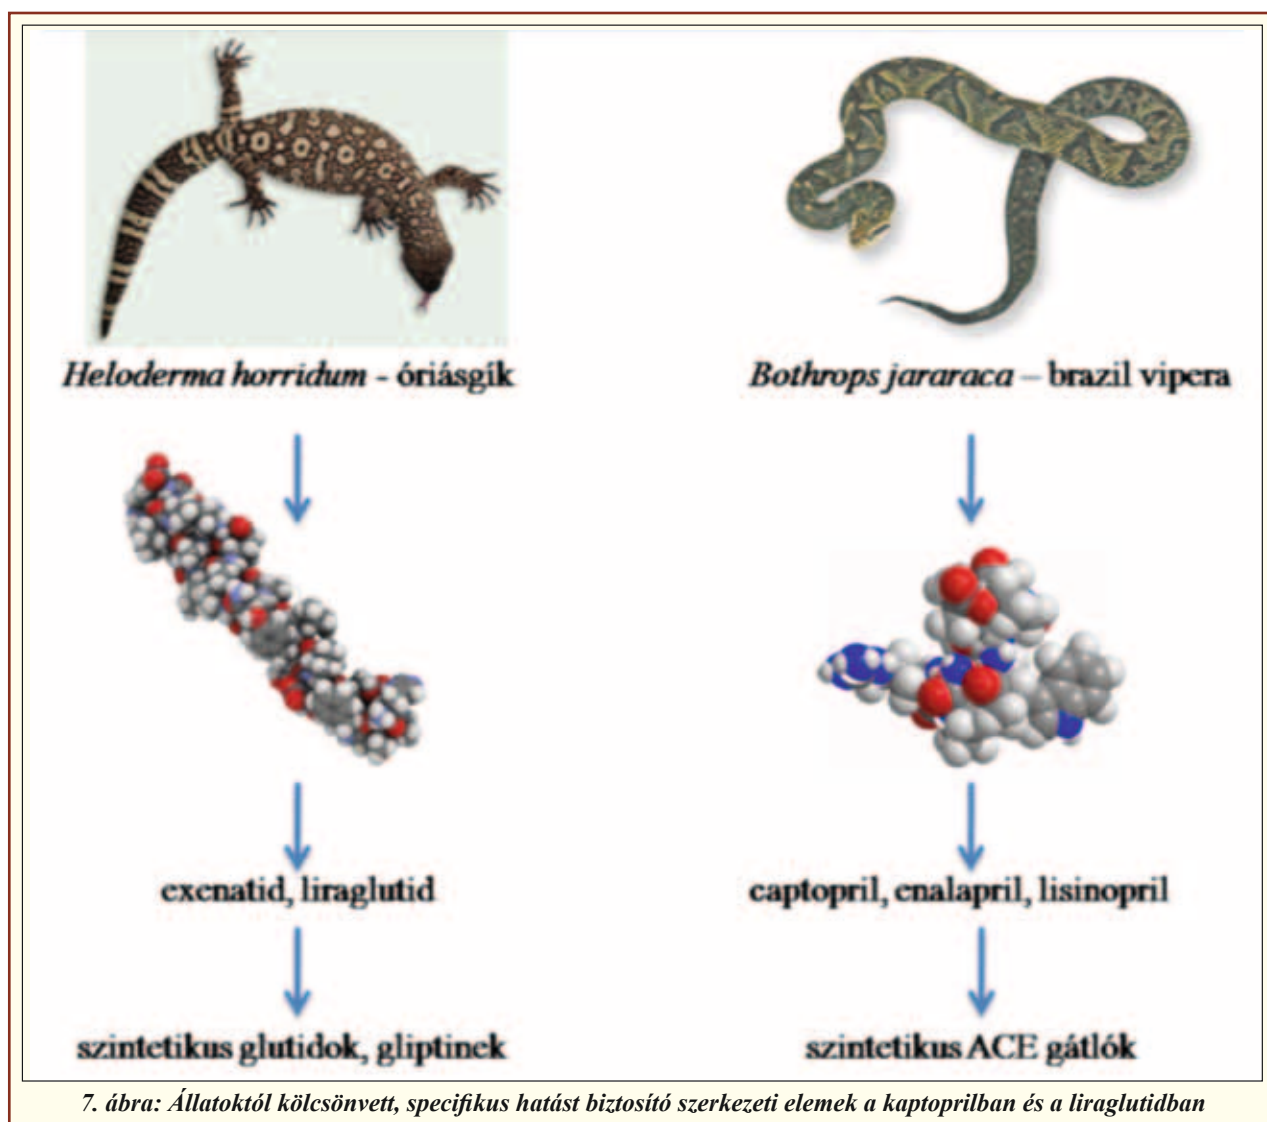 Heloderma horridum - óriásgík
Bothrops jararaca – brazil vipera
exenatid, liraglutid
captopril, enalapril, lisinopril
szintetikus glutidok, gliptinek
szintetikus ACE gátlók
7. ábra: Állatoktól kölcsönvett, specifikus hatást biztosító szerkezeti elemek a kaptoprilban és a liraglutidban